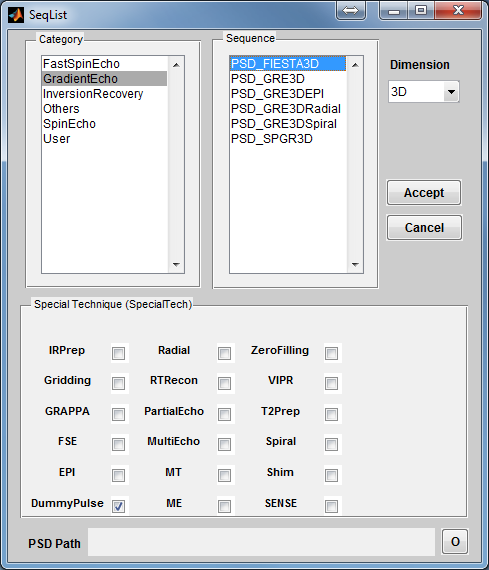 SeqList
Category
FastSpinEcho
GradientEcho
InversionRecovery
Others
SpinEcho
User
Sequence
PSD_FIESTA3D
PSD_GRE3D
PSD_GRE3DEPI
PSD_GRE3DRadial
PSD_GRE3DSpiral
PSD_SPGR3D
Dimension
3D
Accept
Cancel
Special Technique (SpecialTech)
IRPrep Radial ZeroFilling
Gridding RTRecon VIPR
GRAPPA PartialEcho T2Prep
FSE MultiEcho Spiral
EPI MT Shim
DummyPulse ME SENSE
PSD Path O